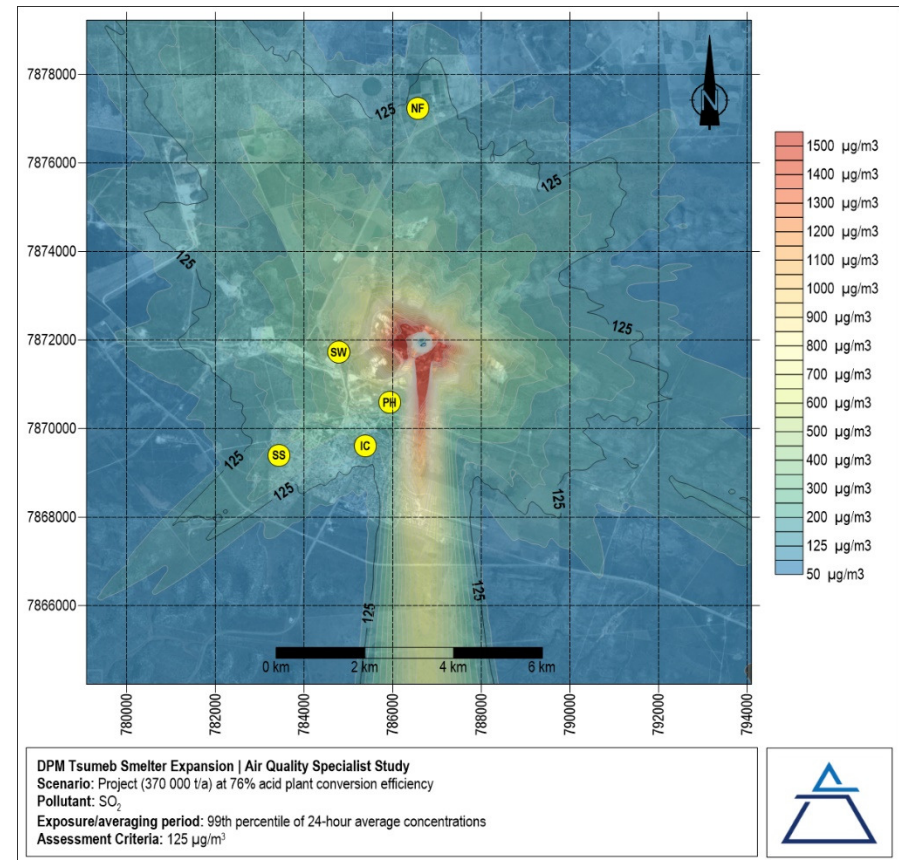 7878000
7876000
7874000
7872000
7870000
7868000
7866000
125
NF
N
125
125
125
SW
PH
IC
SS
125
125
125
125
125
125
0 km
2 km
4 km
6 km
780000
782000
784000
786000
788000
790000
792000
794000
1500 µg/m3
1400 µg/m3
1300 µg/m3
1200 µg/m3
1100 µg/m3
1000 µg/m3
900 µg/m3
800 µg/m3
700 µg/m3
600 µg/m3
500 µg/m3
400 µg/m3
300 µg/m3
200 µg/m3
125 µg/m3
50 µg/m3
DPM Tsumeb Smelter Expansion | Air Quality Specialist Study
Scenario: Project (370 000 t/a) at 76% acid plant conversion efficiency
Pollutant: SO₂
Exposure/averaging period: 99th percentile of 24-hour average concentrations
Assessment Criteria: 125 µg/m³